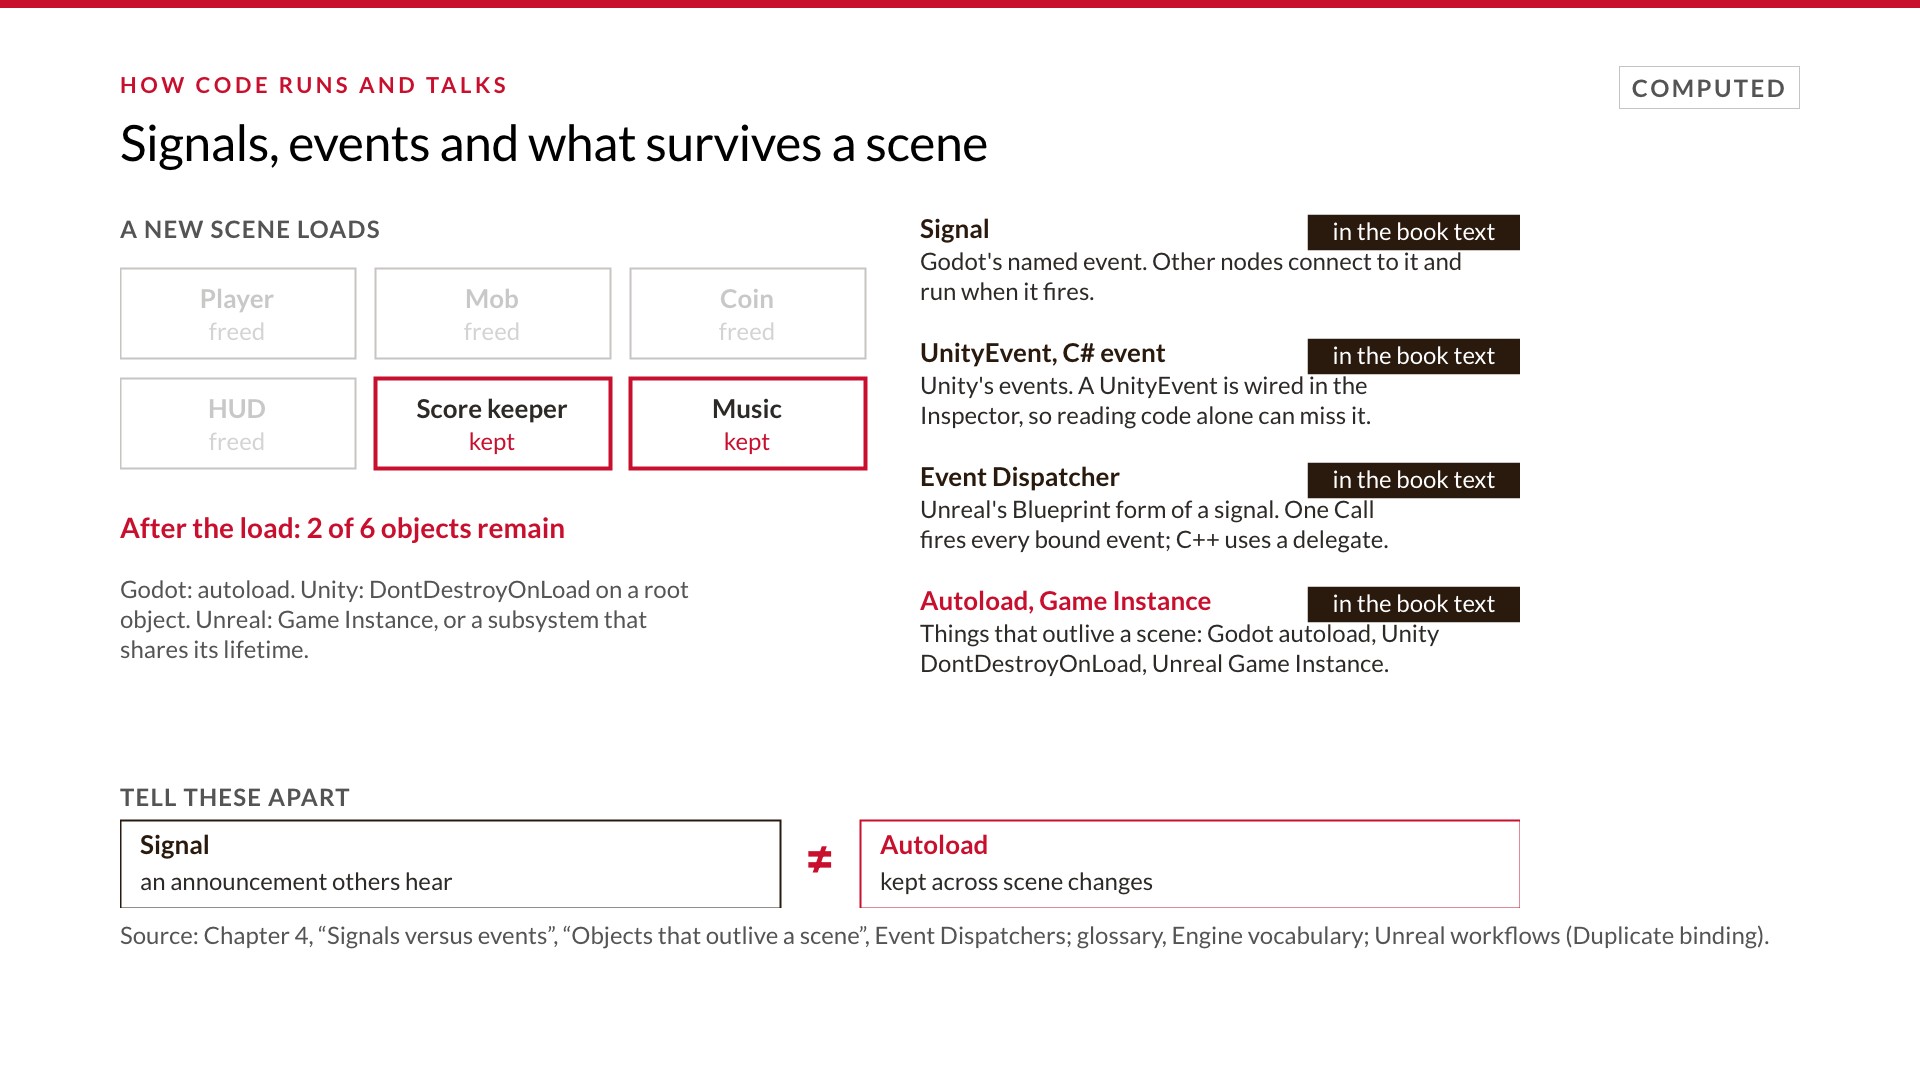 HOW CODE RUNS AND TALKS
COMPUTED
Signals, events and what survives a scene
A NEW SCENE LOADS
Player
freed
Mob
freed
Coin
freed
HUD
freed
Score keeper
kept
Music
kept
After the load: 2 of 6 objects remain
Godot: autoload. Unity: DontDestroyOnLoad on a root
object. Unreal: Game Instance, or a subsystem that
shares its lifetime.
Signal
in the book text
Godot's named event. Other nodes connect to it and
run when it fires.
UnityEvent, C# event
in the book text
Unity's events. A UnityEvent is wired in the
Inspector, so reading code alone can miss it.
Event Dispatcher
in the book text
Unreal's Blueprint form of a signal. One Call
fires every bound event; C++ uses a delegate.
Autoload, Game Instance
in the book text
Things that outlive a scene: Godot autoload, Unity
DontDestroyOnLoad, Unreal Game Instance.
TELL THESE APART
Signal
an announcement others hear
≠
Autoload
kept across scene changes
Source: Chapter 4, “Signals versus events”, “Objects that outlive a scene”, Event Dispatchers; glossary, Engine vocabulary; Unreal workflows (Duplicate binding).